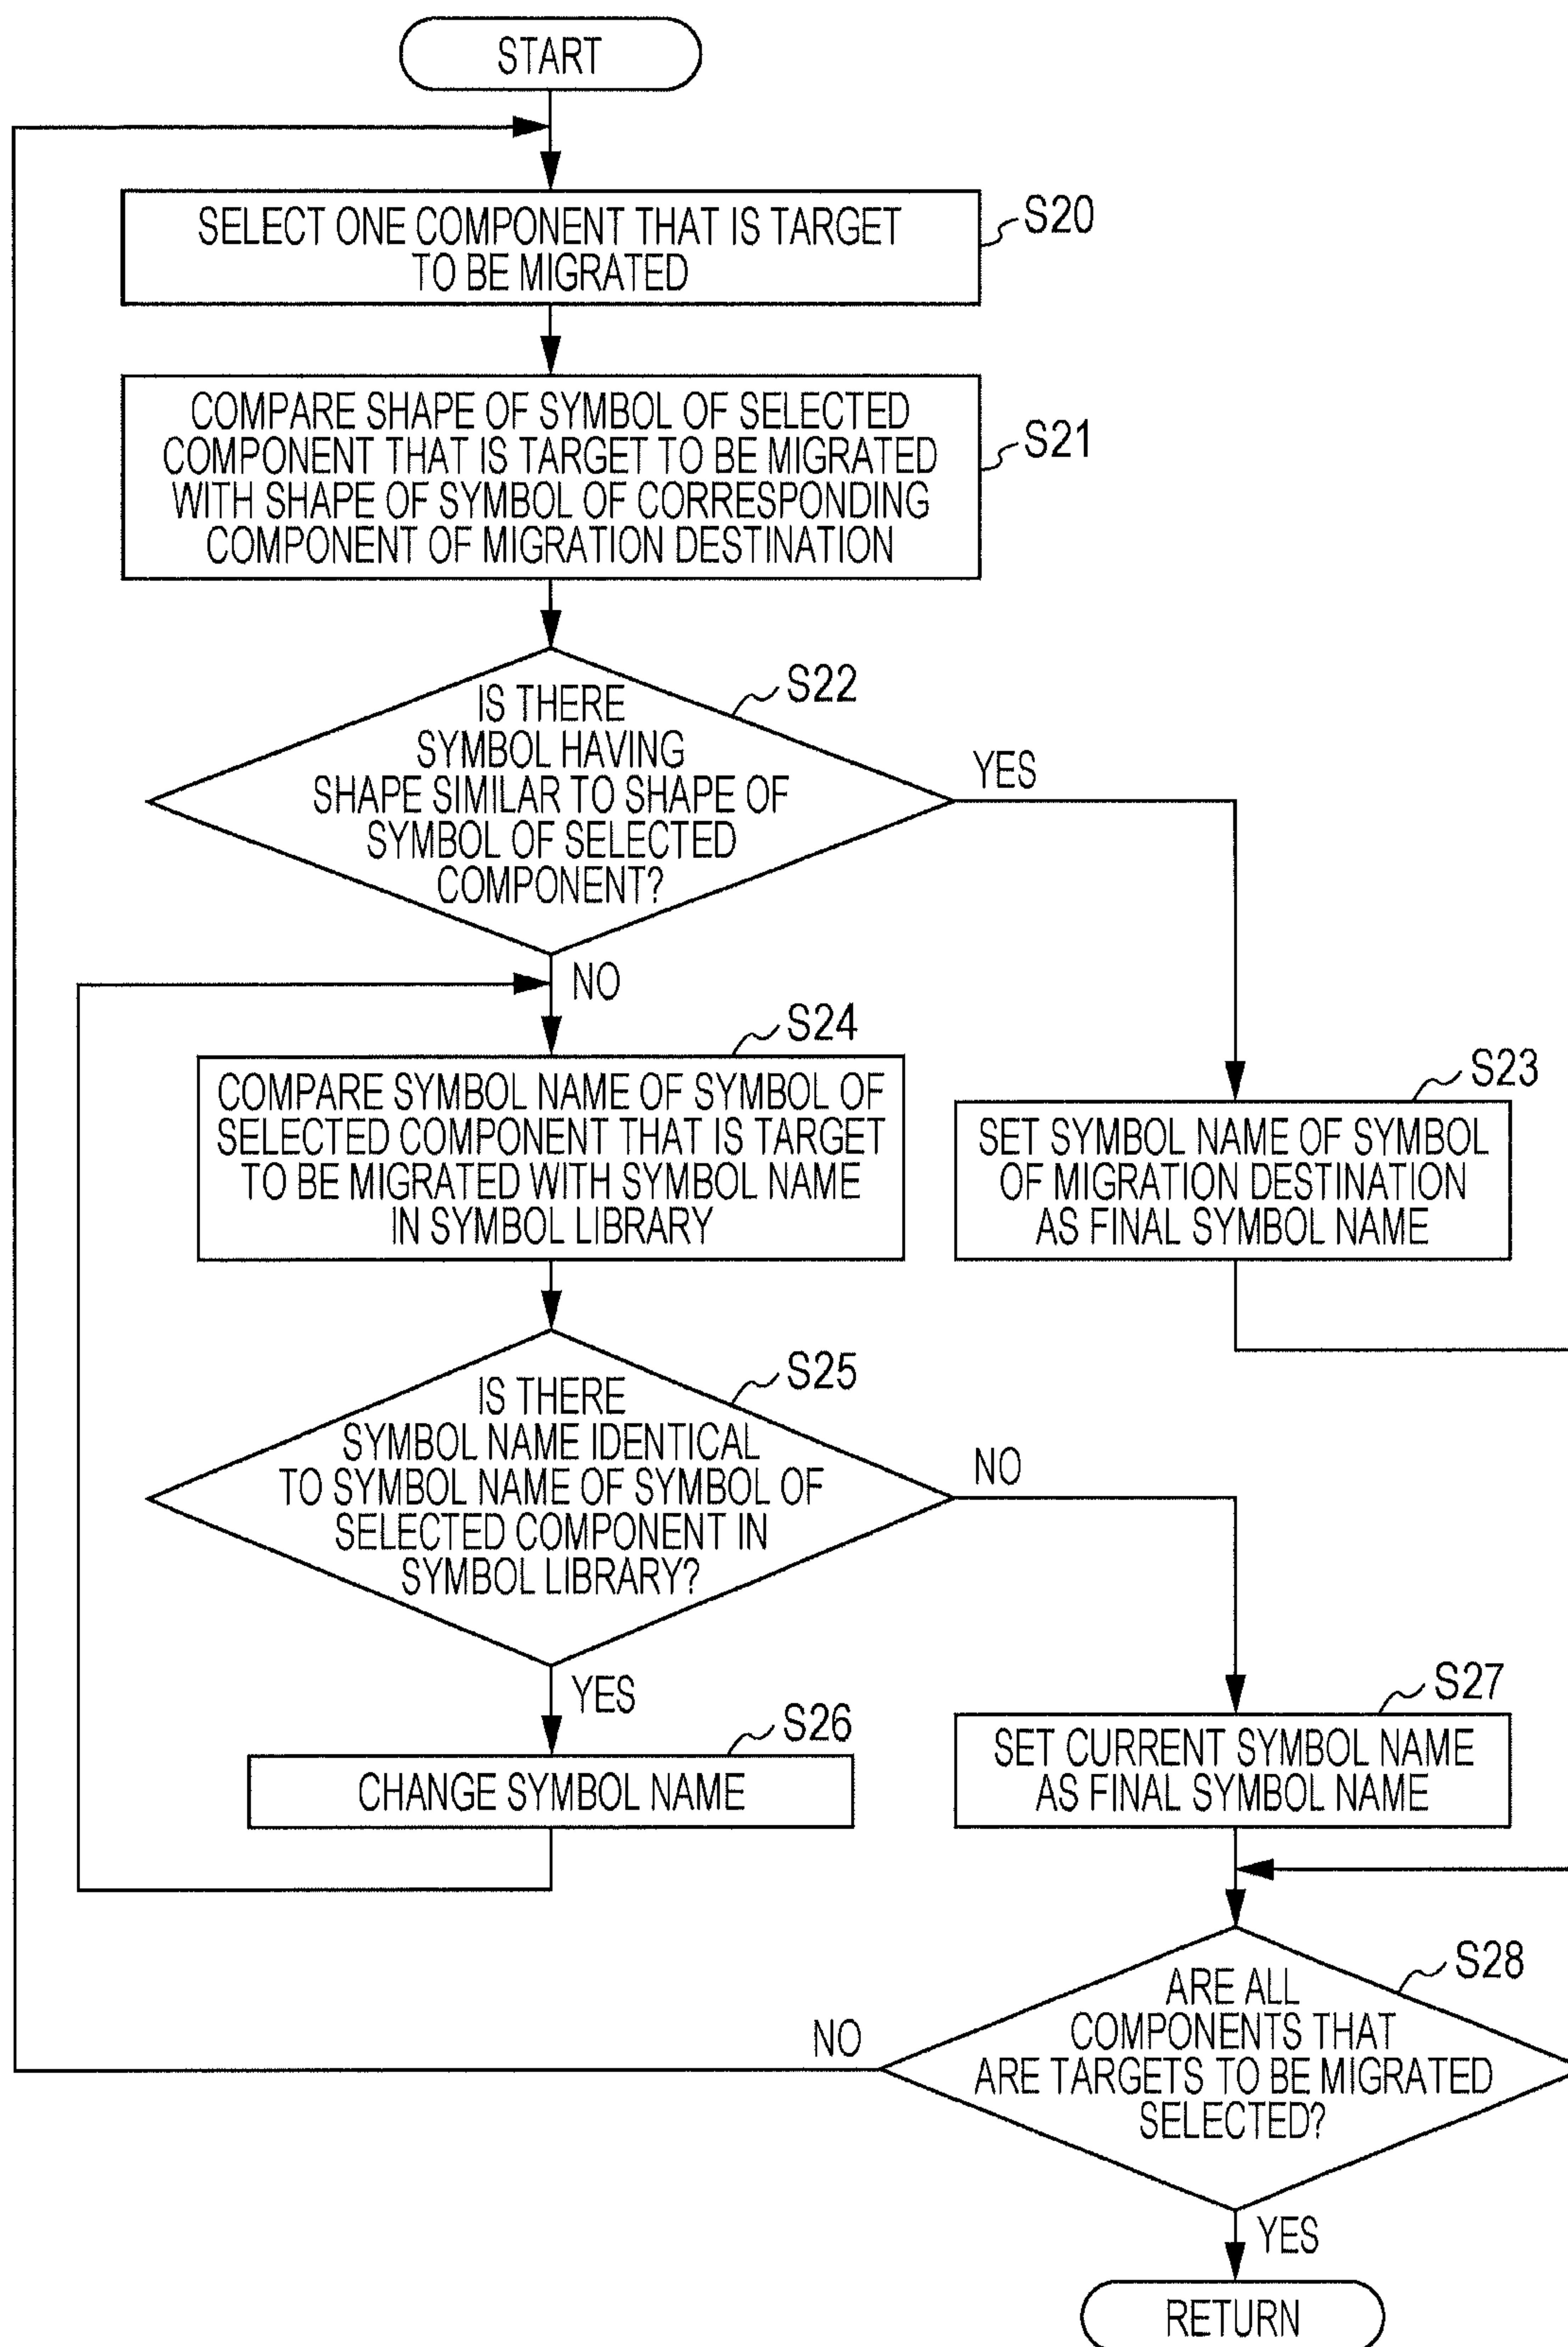 START
SELECT ONE COMPONENT THAT IS TARGET
TO BE MIGRATED
S20
COMPARE SHAPE OF SYMBOL OF SELECTED
COMPONENT THAT IS TARGET TO BE MIGRATED
WITH SHAPE OF SYMBOL OF CORRESPONDING
COMPONENT OF MIGRATION DESTINATION
S21
IS THERE
SYMBOL HAVING
SHAPE SIMILAR TO SHAPE OF
SYMBOL OF SELECTED
COMPONENT?
S22
YES
NO
S24
COMPARE SYMBOL NAME OF SYMBOL OF
SELECTED COMPONENT THAT IS TARGET
TO BE MIGRATED WITH SYMBOL NAME
IN SYMBOL LIBRARY
S23
SET SYMBOL NAME OF SYMBOL
OF MIGRATION DESTINATION
AS FINAL SYMBOL NAME
IS THERE
SYMBOL NAME IDENTICAL
TO SYMBOL NAME OF SYMBOL OF
SELECTED COMPONENT IN
SYMBOL LIBRARY?
S25
NO
YES
S26
CHANGE SYMBOL NAME
S27
SET CURRENT SYMBOL NAME
AS FINAL SYMBOL NAME
ARE ALL
COMPONENTS THAT
ARE TARGETS TO BE MIGRATED
SELECTED?
S28
NO
YES
RETURN